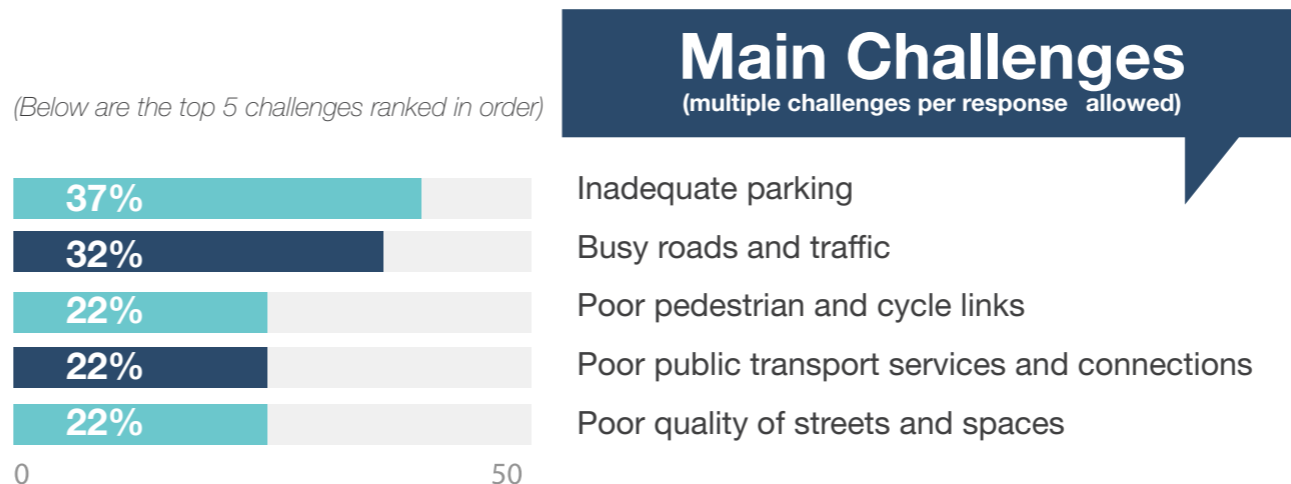 Main Challenges
(multiple challenges per response allowed)
(Below are the top 5 challenges ranked in order)
37% Inadequate parking
32% Busy roads and traffic
22% Poor pedestrian and cycle links
22% Poor public transport services and connections
22% Poor quality of streets and spaces
0 50